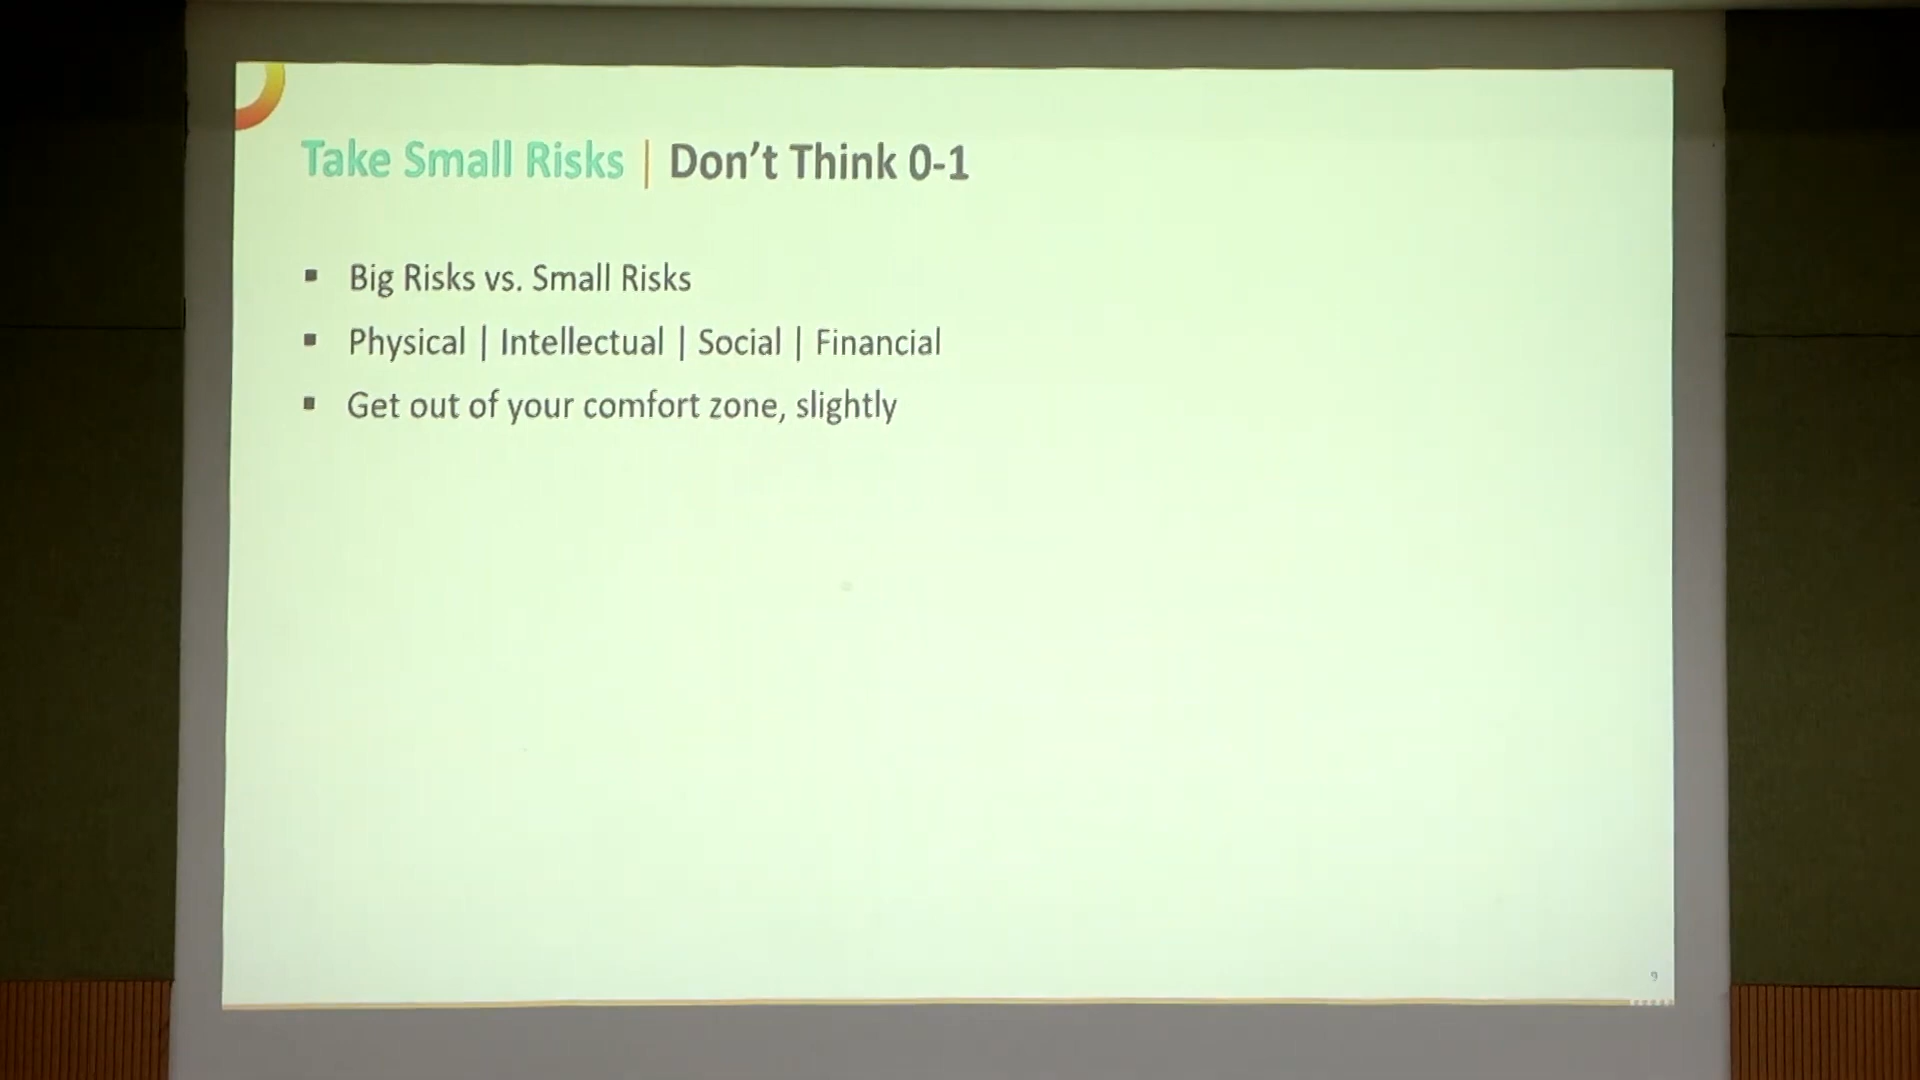 Take Small Risks | Don't Think 0-1
▪ Big Risks vs. Small Risks
▪ Physical | Intellectual | Social | Financial
▪ Get out of your comfort zone, slightly
9